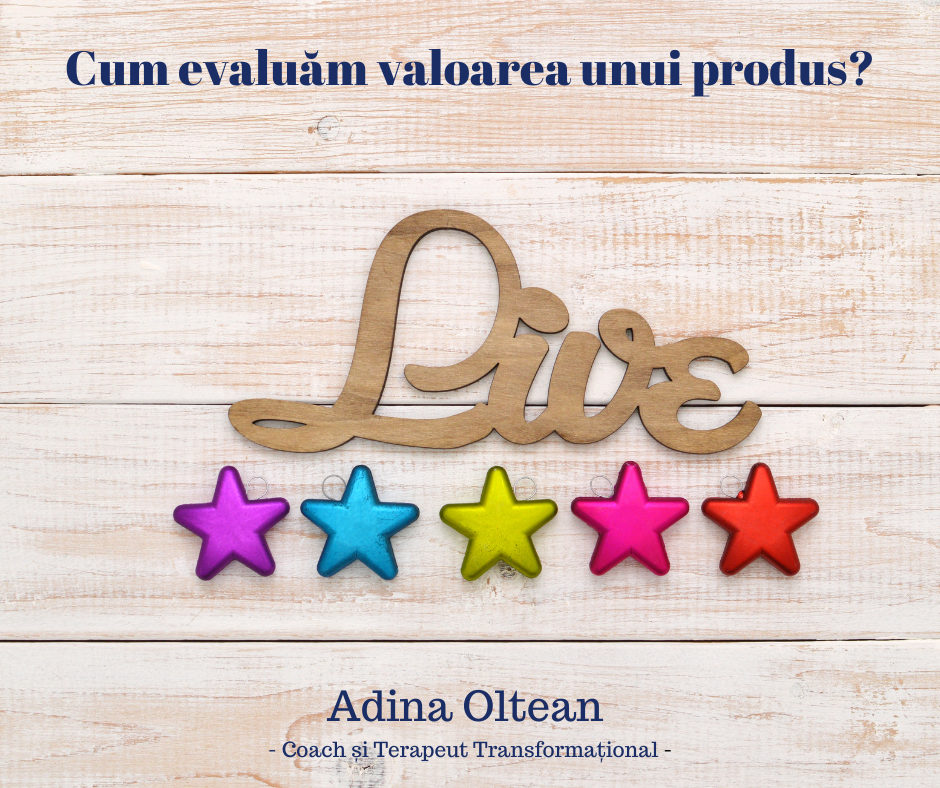 Cum evaluăm valoarea unui produs?
Live
Adina Oltean
- Coach și Terapeut Transformațional -